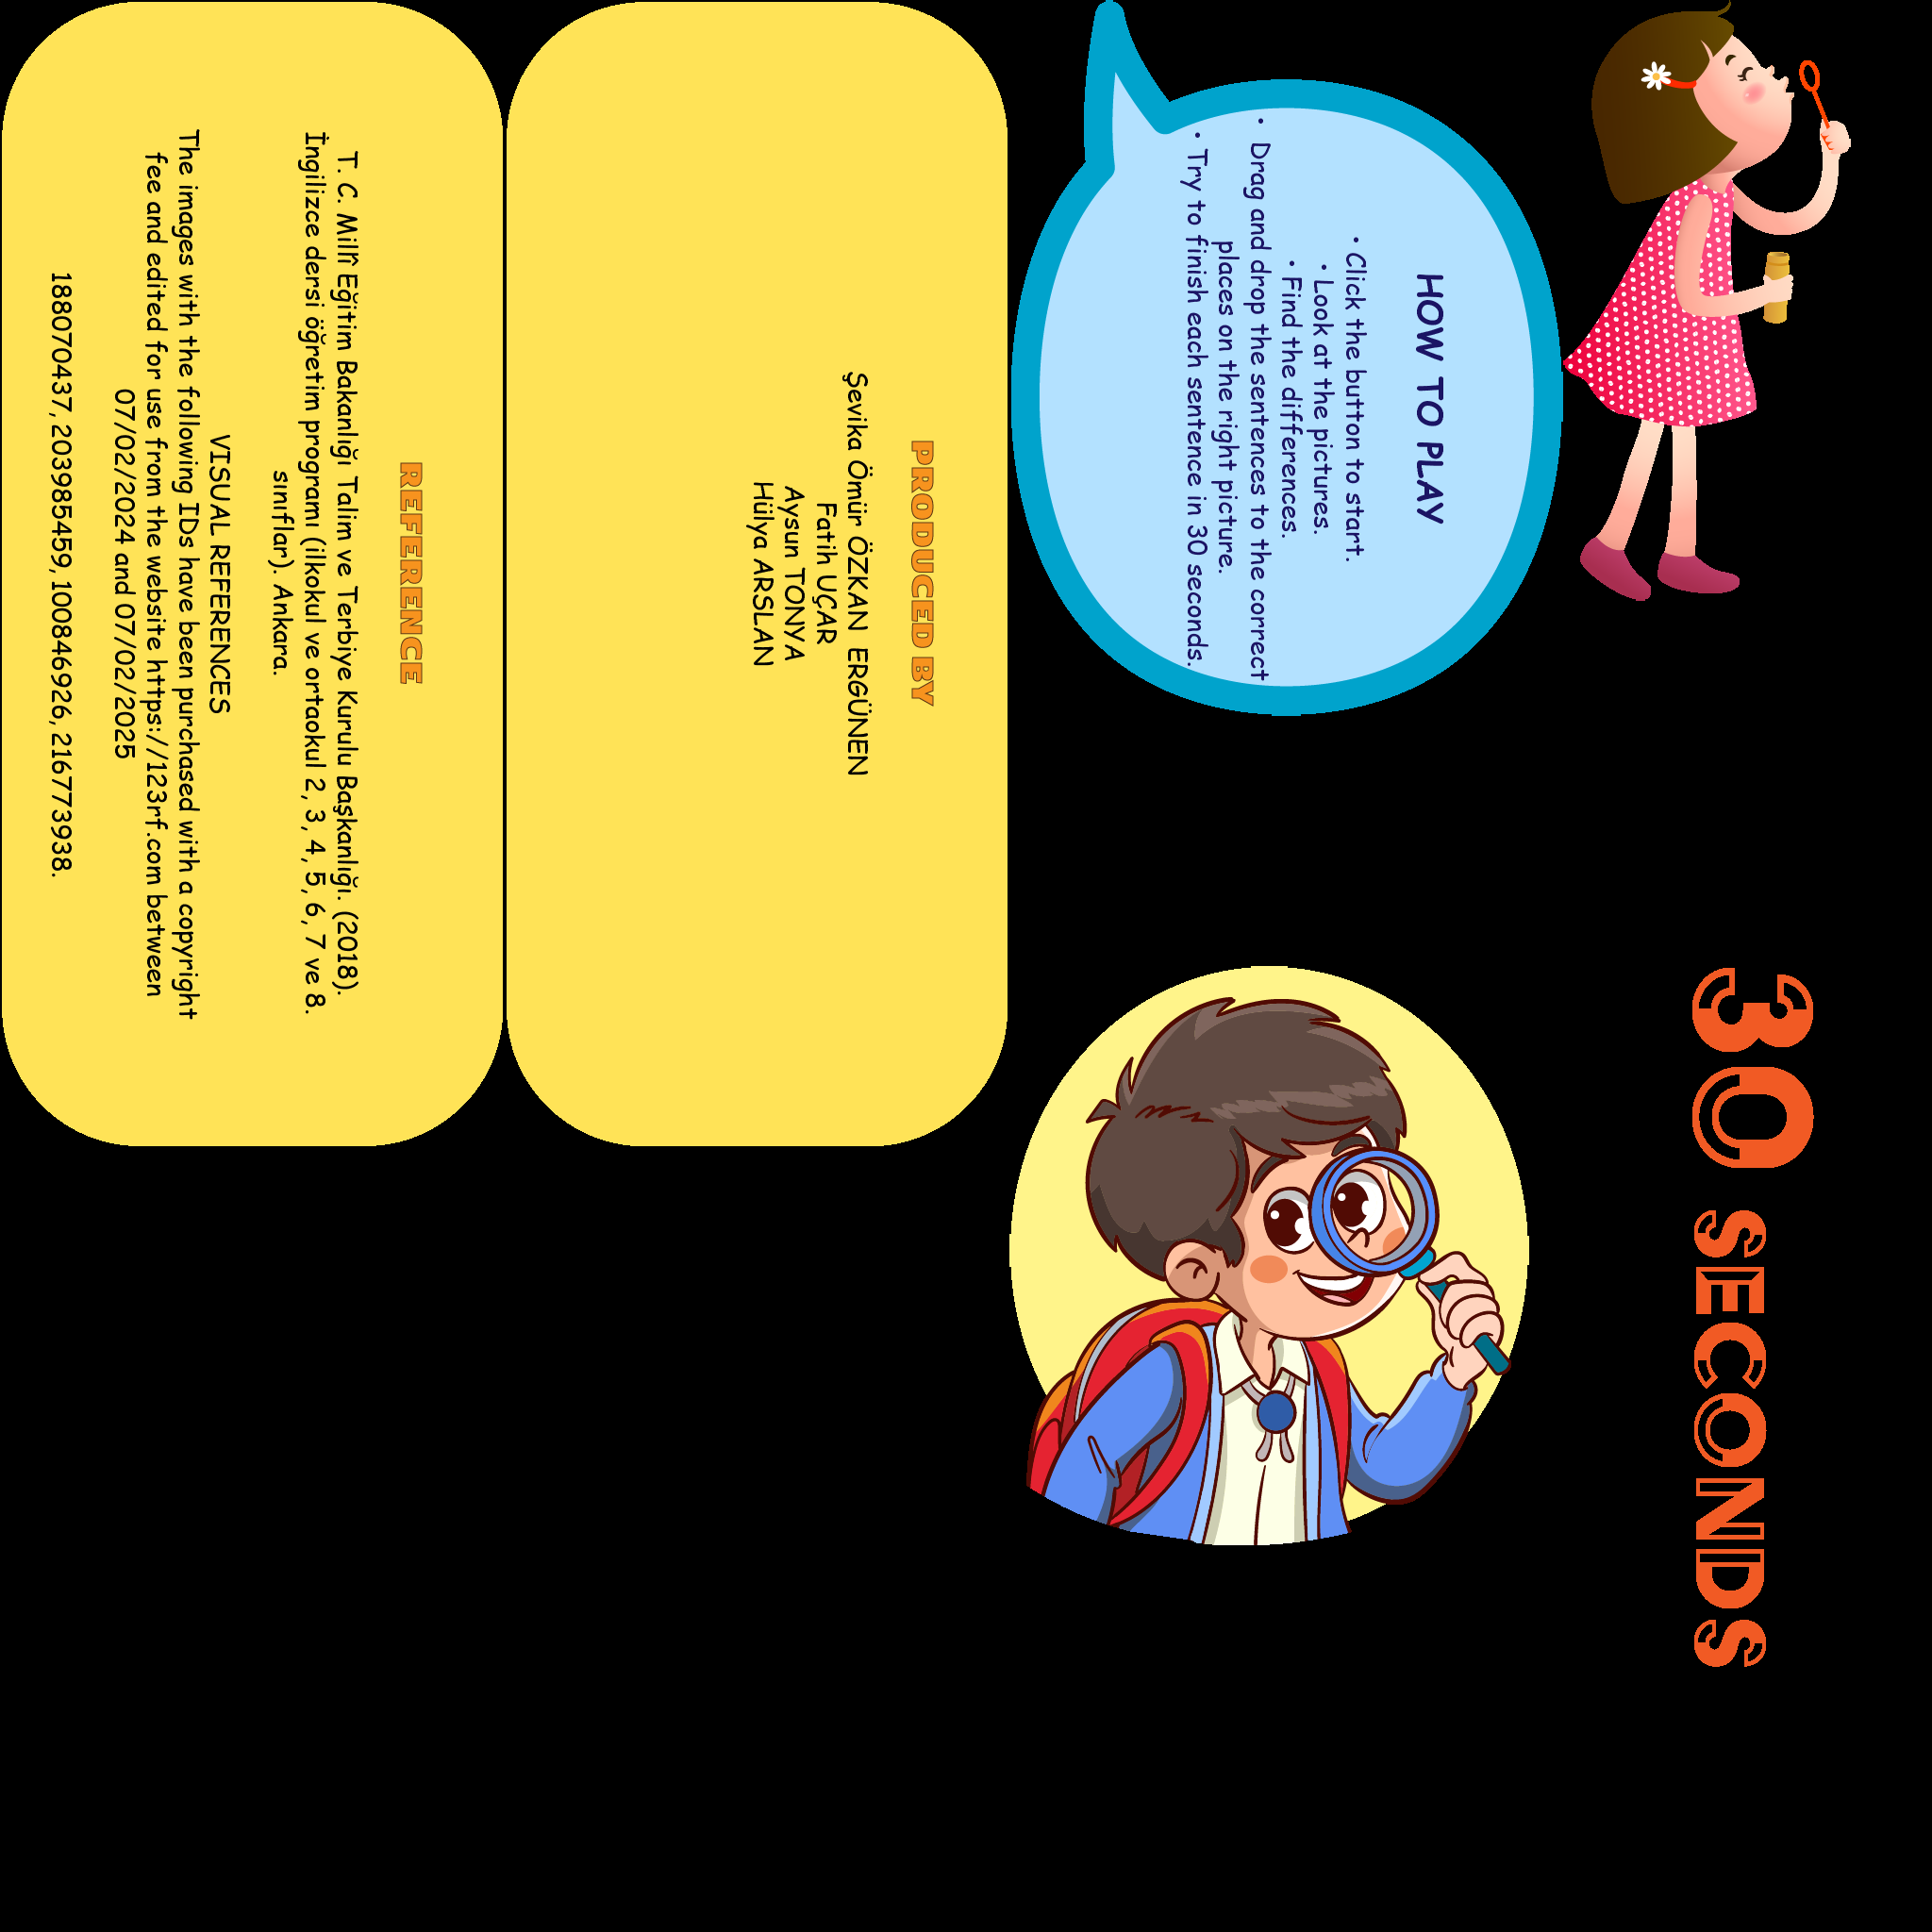 HOW TO PLAY
• Click the button to start.
• Look at the pictures.
• Find the differences.
• Drag and drop the sentences to the correct
places on the right picture.
• Try to finish each sentence in 30 seconds.
30 SECONDS
PRODUCED BY
Şevika Ömür ÖZKAN ERGÜNEN
Fatih UÇAR
Aysun TONYA
Hülya ARSLAN
REFERENCE
T. C. Millî Eğitim Bakanlığı Talim ve Terbiye Kurulu Başkanlığı. (2018).
İngilizce dersi öğretim programı (ilkokul ve ortaokul 2, 3, 4, 5, 6, 7 ve 8.
sınıflar). Ankara.
VISUAL REFERENCES
The images with the following IDs have been purchased with a copyright
fee and edited for use from the website https://123rf.com between
07/02/2024 and 07/02/2025
188070437, 203985459, 100846926, 216773938.